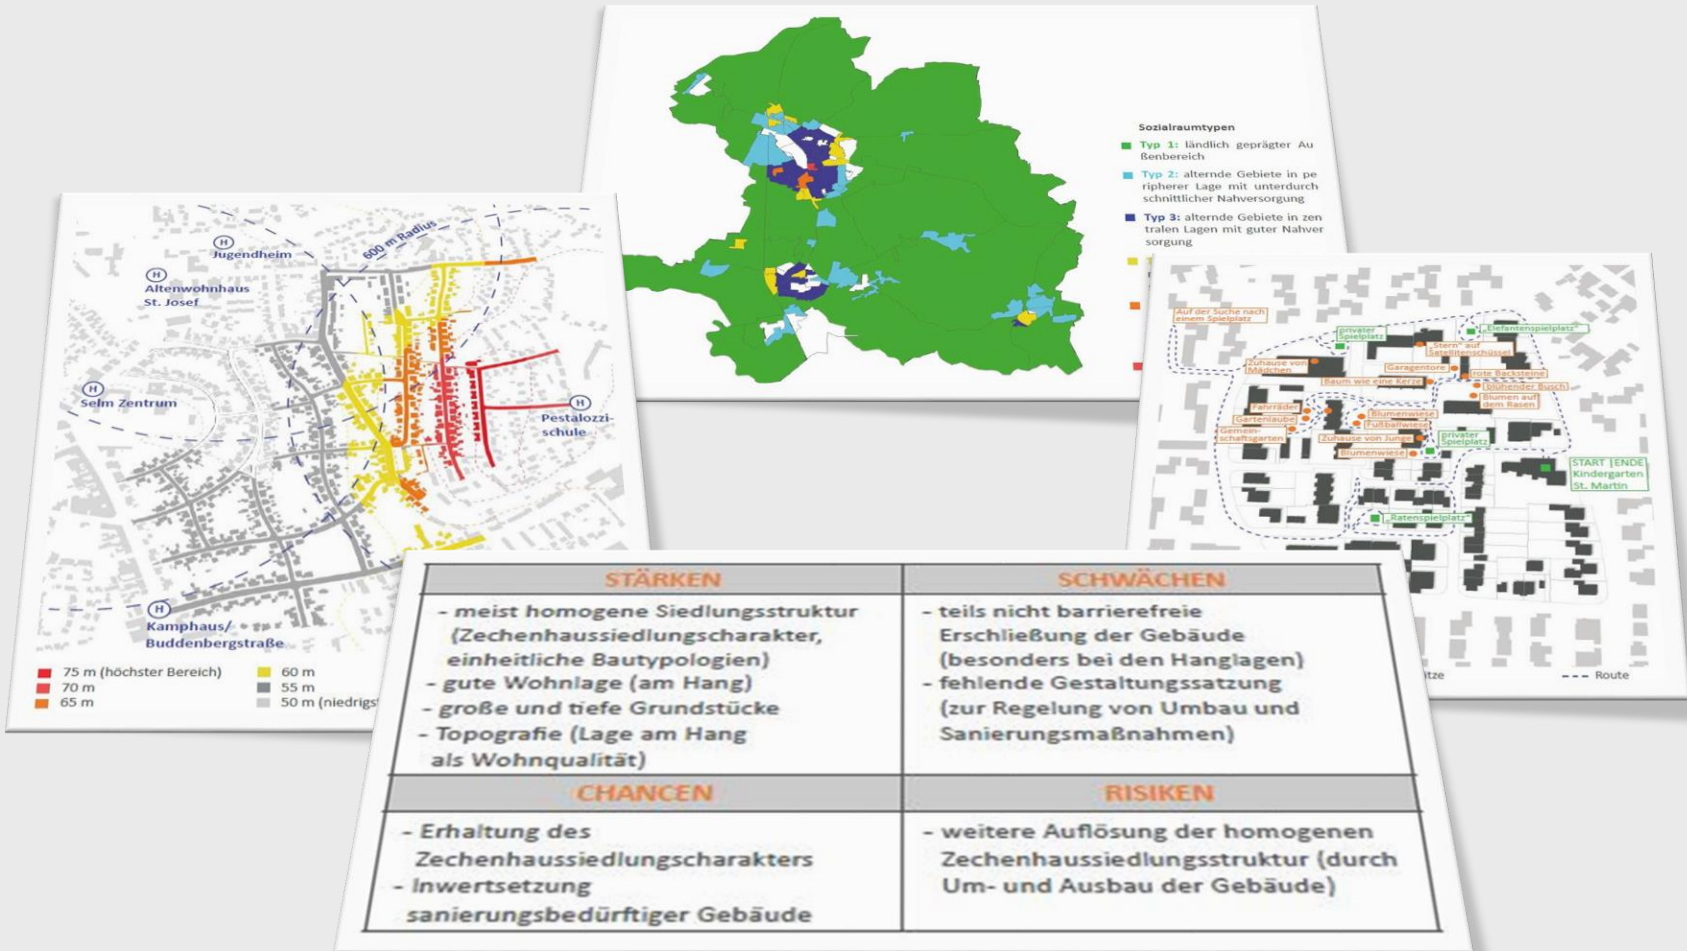 Sozialraumtypen
Typ 1: ländlich geprägter Au
ßenbereich
Typ 2: alternde Gebiete in pe
ripherer Lage mit unterdurch
schnittlicher Nahversorgung
Typ 3: alternde Gebiete in zen
tralen Lagen mit guter Nahver
sorgung
H
Jugendheim
600 m Radius
H
Altenwohnhaus
St. Josef
H
Selm Zentrum
H
Pestalozzi-
schule
H
Kamphaus/
Buddenbergstraße
75 m (höchster Bereich)
70 m
65 m
60 m
55 m
50 m (niedrigs
Auf der Suche nach
einem Spielplatz
privater
Spielplatz
„Elefantenspielplatz"
„Stern" auf
Satellitenschüssel
Zuhause von
Mädchen
Garagentore
rote Backsteine
Baum wie eine Kerze
blühender Busch
Blumen auf
dem Rasen
Fahrräder
Gartenlaube
Blumenwiese
Fußballwiese
Gemein-
schaftsgarten
Zuhause von Junge
privater
Spielplatz
Blumenwiese
START |ENDE
Kindergarten
St. Martin
„Ratenspielplatz"
tze
Route
STÄRKEN
- meist homogene Siedlungsstruktur
(Zechenhaussiedlungscharakter,
einheitliche Bautypologien)
- gute Wohnlage (am Hang)
- große und tiefe Grundstücke
- Topografie (Lage am Hang
als Wohnqualität)
SCHWÄCHEN
- teils nicht barrierefreie
Erschließung der Gebäude
(besonders bei den Hanglagen)
- fehlende Gestaltungssatzung
(zur Regelung von Umbau und
Sanierungsmaßnahmen)
CHANCEN
- Erhaltung des
Zechenhaussiedlungscharakters
- Inwertsetzung
sanierungsbedürftiger Gebäude
RISIKEN
- weitere Auflösung der homogenen
Zechenhaussiedlungsstruktur (durch
Um- und Ausbau der Gebäude)